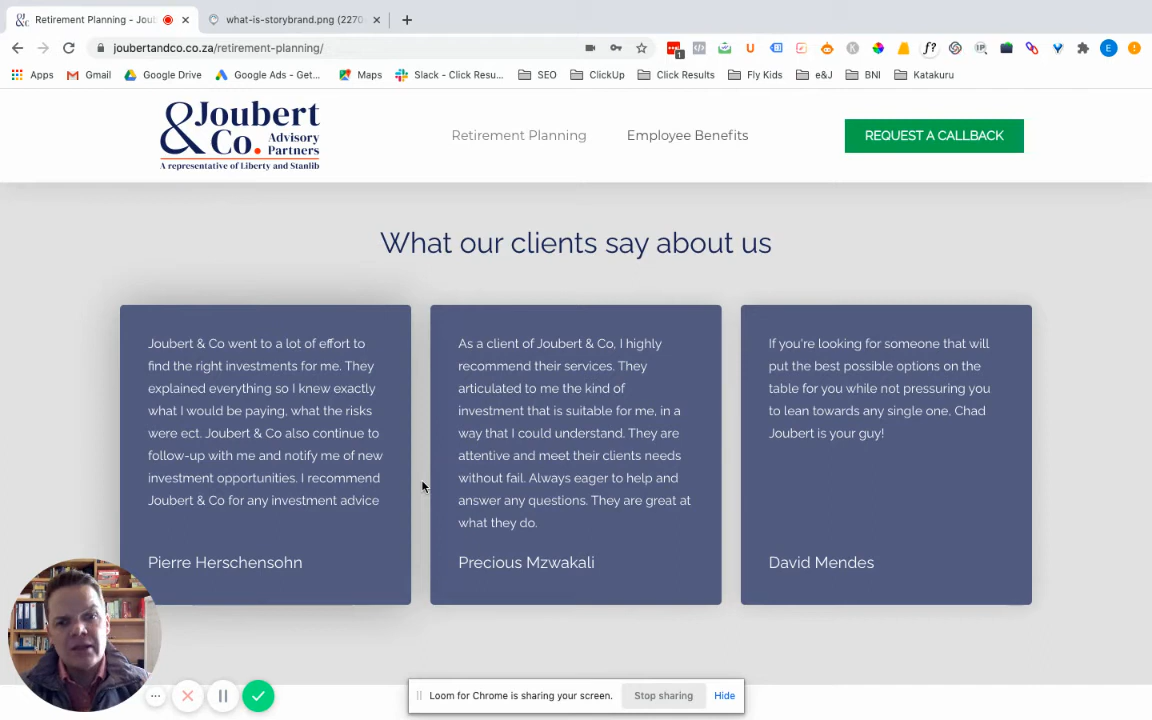 Retirement Planning - Jou
what-is-storybrand.png (2270
joubertandco.co.za/retirement-planning/
1
f?
IP
E
Apps
Gmail
Google Drive
Google Ads - Get...
Maps
Slack - Click Resu...
SEO
ClickUp
Click Results
Fly Kids
e&J
BNI
Katakuru
&Joubert
Co. Advisory
Partners
A representative of Liberty and Stanlib
Retirement Planning
Employee Benefits
REQUEST A CALLBACK
What our clients say about us
Joubert & Co went to a lot of effort to
find the right investments for me. They
explained everything so I knew exactly
what I would be paying, what the risks
were ect. Joubert & Co also continue to
follow-up with me and notify me of new
investment opportunities. I recommend
Joubert & Co for any investment advice
Pierre Herschensohn
As a client of Joubert & Co, I highly
recommend their services. They
articulated to me the kind of
investment that is suitable for me, in a
way that I could understand. They are
attentive and meet their clients needs
without fail. Always eager to help and
answer any questions. They are great at
what they do.
Precious Mzwakali
If you're looking for someone that will
put the best possible options on the
table for you while not pressuring you
to lean towards any single one, Chad
Joubert is your guy!
David Mendes
Loom for Chrome is sharing your screen.
Stop sharing
Hide